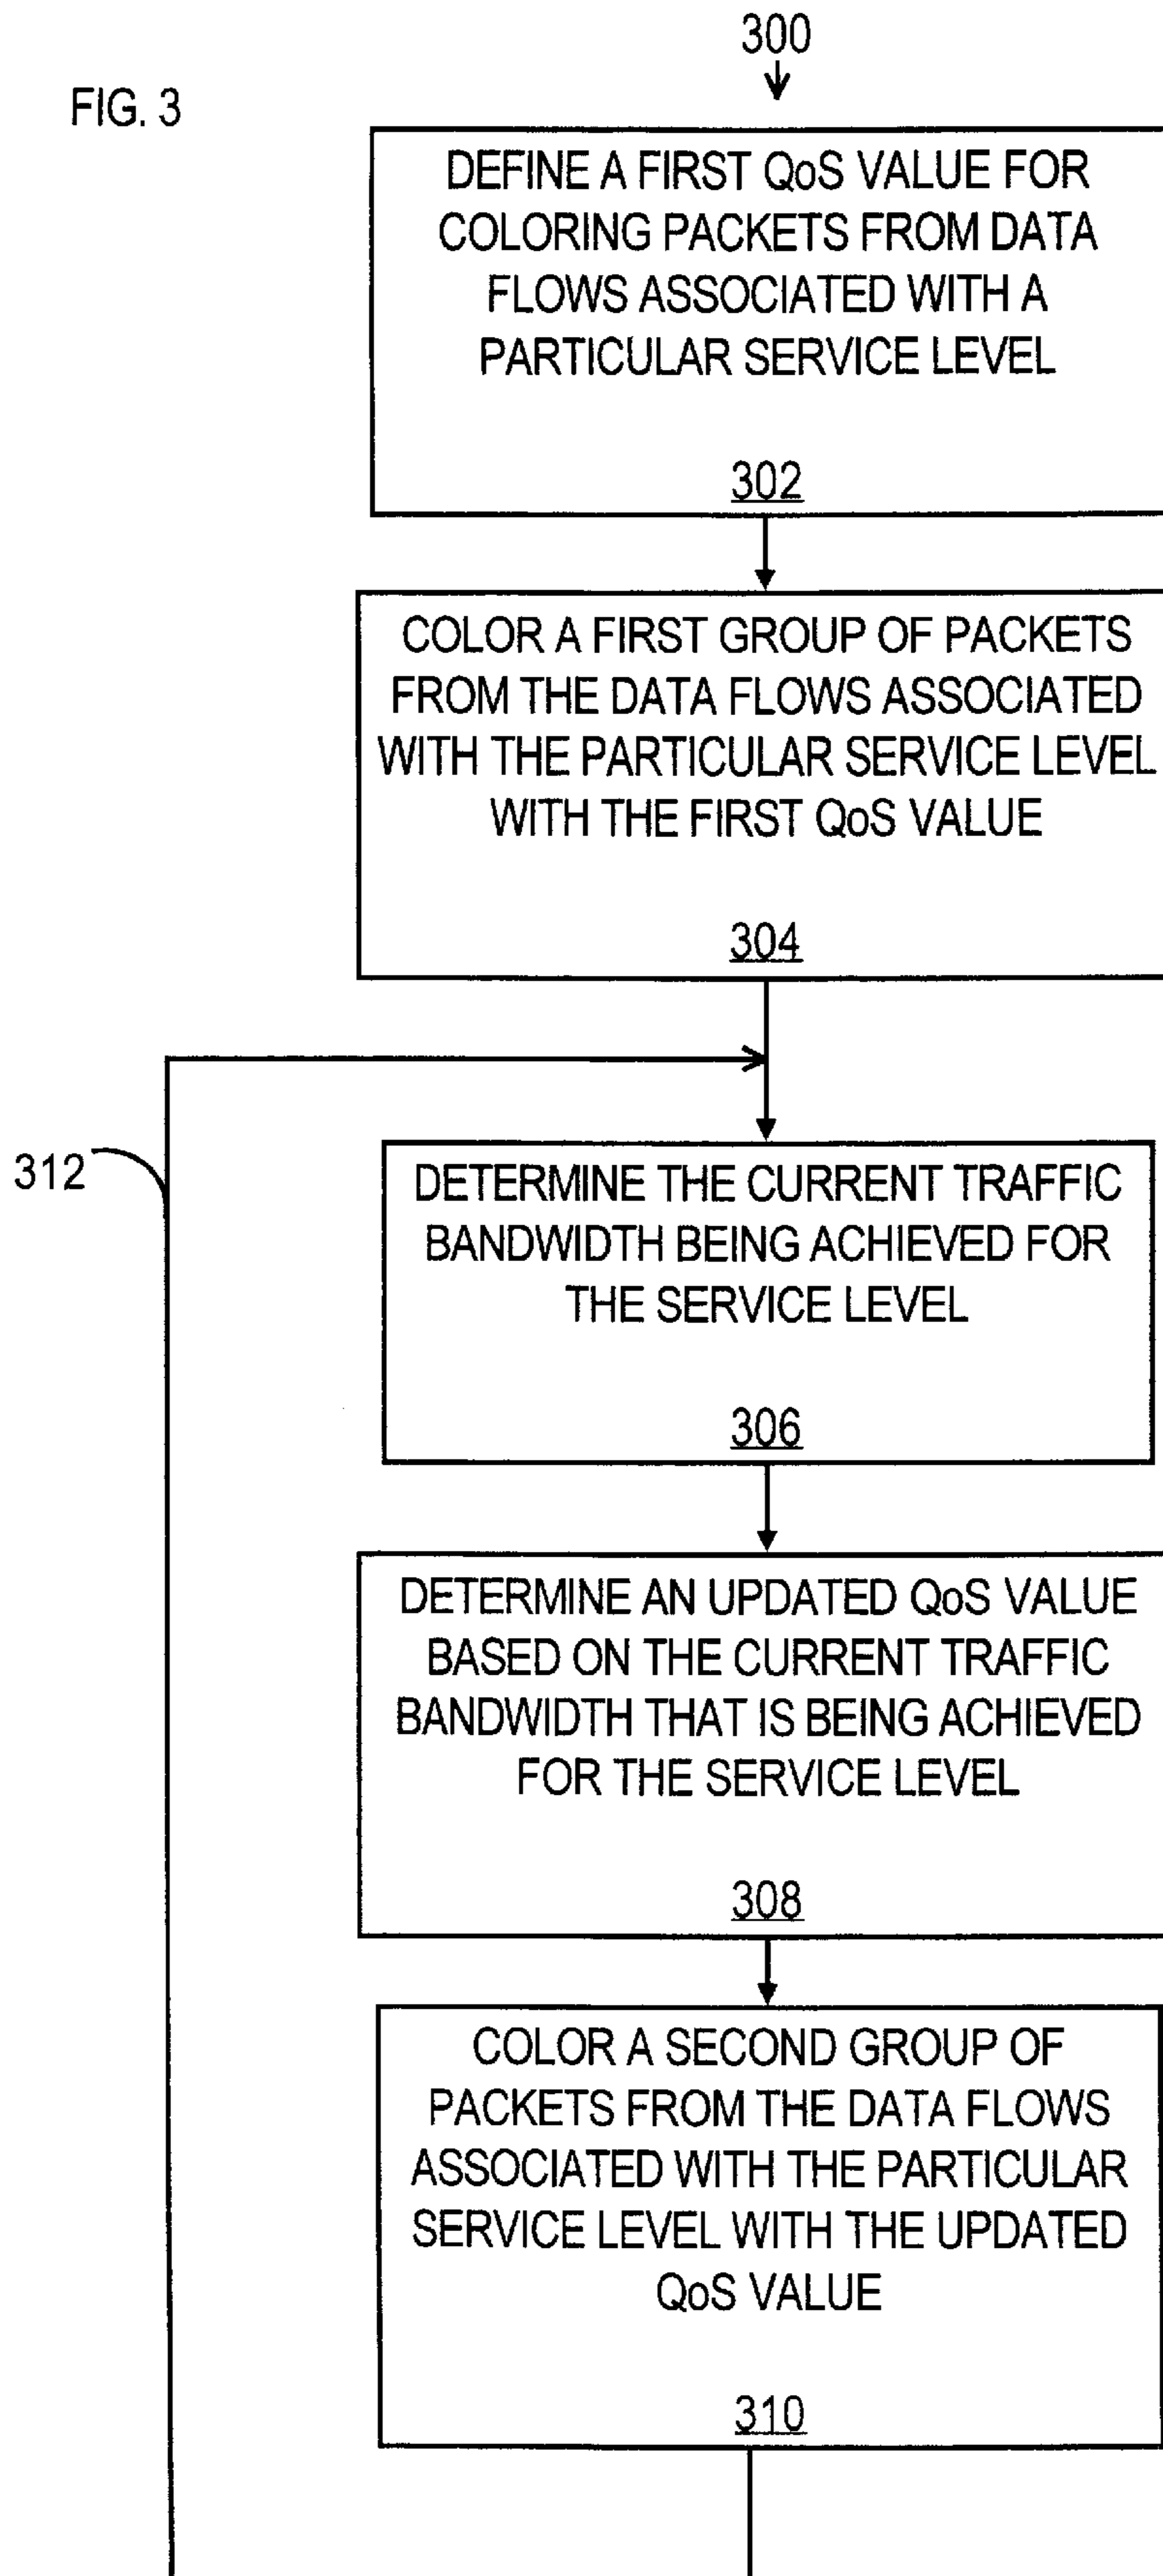 300
FIG. 3
DEFINE A FIRST QoS VALUE FOR
COLORING PACKETS FROM DATA
FLOWS ASSOCIATED WITH A
PARTICULAR SERVICE LEVEL
302
COLOR A FIRST GROUP OF PACKETS
FROM THE DATA FLOWS ASSOCIATED
WITH THE PARTICULAR SERVICE LEVEL
WITH THE FIRST QoS VALUE
304
312
DETERMINE THE CURRENT TRAFFIC
BANDWIDTH BEING ACHIEVED FOR
THE SERVICE LEVEL
306
DETERMINE AN UPDATED QoS VALUE
BASED ON THE CURRENT TRAFFIC
BANDWIDTH THAT IS BEING ACHIEVED
FOR THE SERVICE LEVEL
308
COLOR A SECOND GROUP OF
PACKETS FROM THE DATA FLOWS
ASSOCIATED WITH THE PARTICULAR
SERVICE LEVEL WITH THE UPDATED
QoS VALUE
310